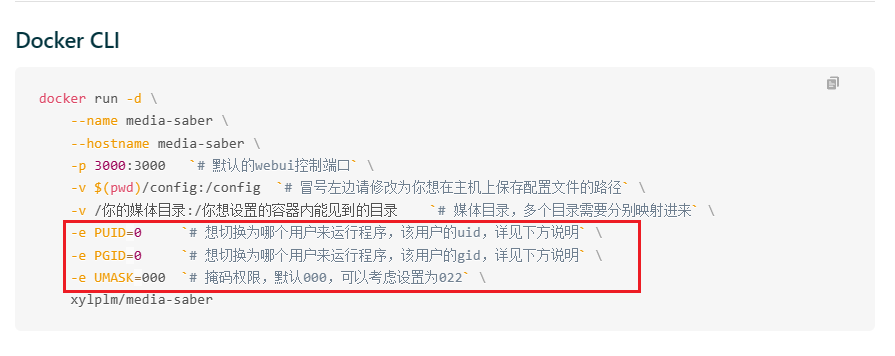 Docker CLI
docker run -d \
--name media-saber \
--hostname media-saber \
-p 3000:3000 `# 默认的webui控制端口` \
-v $(pwd)/config:/config `# 冒号左边请修改为你想在主机上保存配置文件的路径` \
-v /你的媒体目录:/你想设置的容器内能见到的目录 `# 媒体目录，多个目录需要分别映射进来` \
-e PUID=0 `# 想切换为哪个用户来运行程序，该用户的uid，详见下方说明` \
-e PGID=0 `# 想切换为哪个用户来运行程序，该用户的gid，详见下方说明` \
-e UMASK=000 `# 掩码权限，默认000，可以考虑设置为022` \
xylplm/media-saber